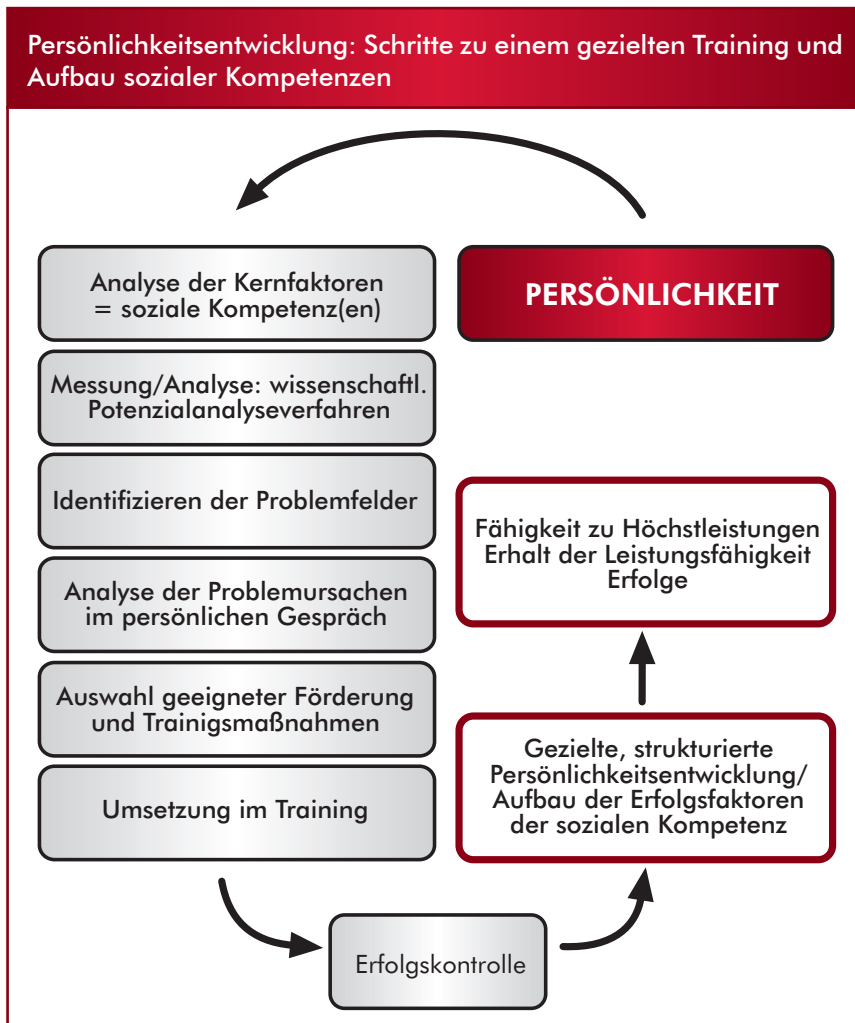 Persönlichkeitsentwicklung: Schritte zu einem gezielten Training und
Aufbau sozialer Kompetenzen
Analyse der Kernfaktoren
= soziale Kompetenz(en)
PERSÖNLICHKEIT
Messung/Analyse: wissenschaftl.
Potenzialanalyseverfahren
Identifizieren der Problemfelder
Analyse der Problemursachen
im persönlichen Gespräch
Auswahl geeigneter Förderung
und Trainigsmaßnahmen
Umsetzung im Training
Erfolgskontrolle
Gezielte, strukturierte
Persönlichkeitsentwicklung/
Aufbau der Erfolgsfaktoren
der sozialen Kompetenz
Fähigkeit zu Höchstleistungen
Erhalt der Leistungsfähigkeit
Erfolge